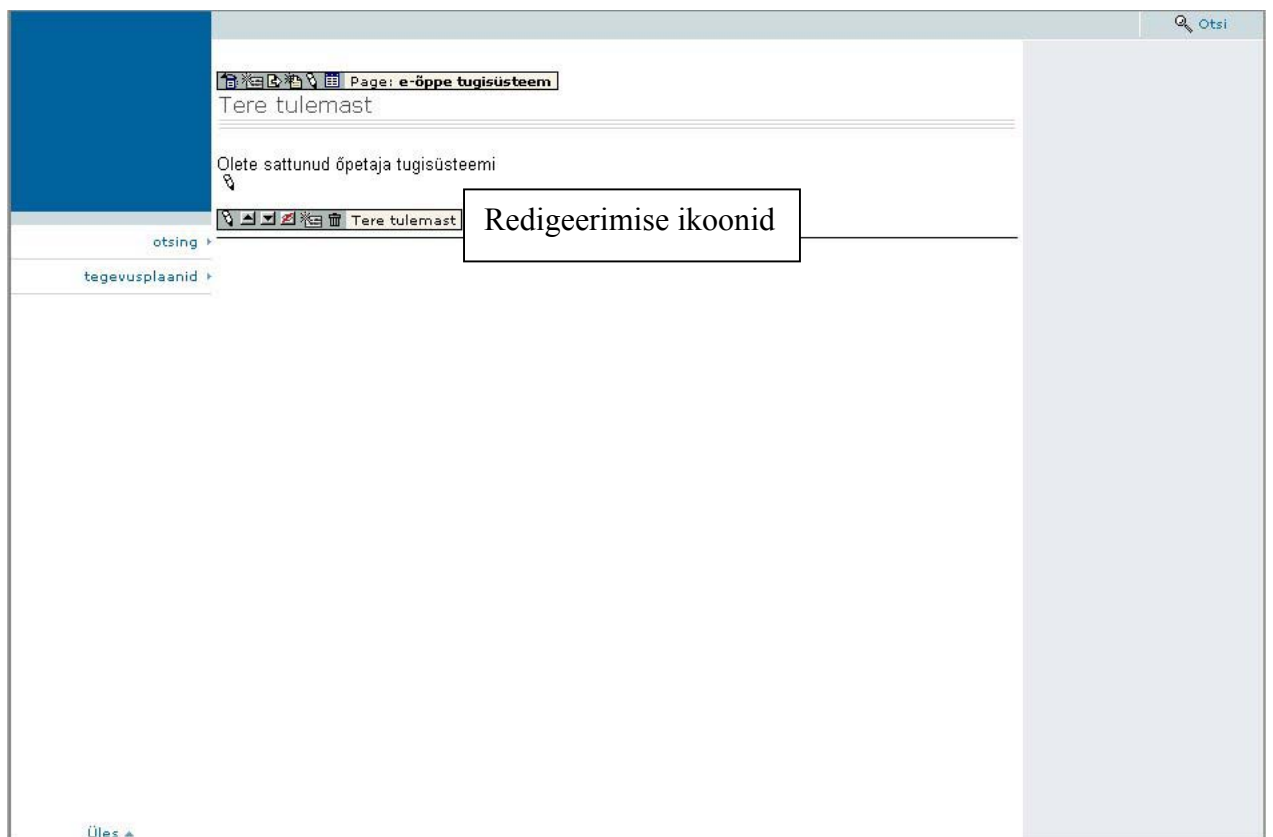 Otsi
Page: e-õppe tugisüsteem
Tere tulemast
Olete sattunud õpetaja tugisüsteemi
Tere tulemast
Redigeerimise ikoonid
otsing
tegevusplaanid
Üles